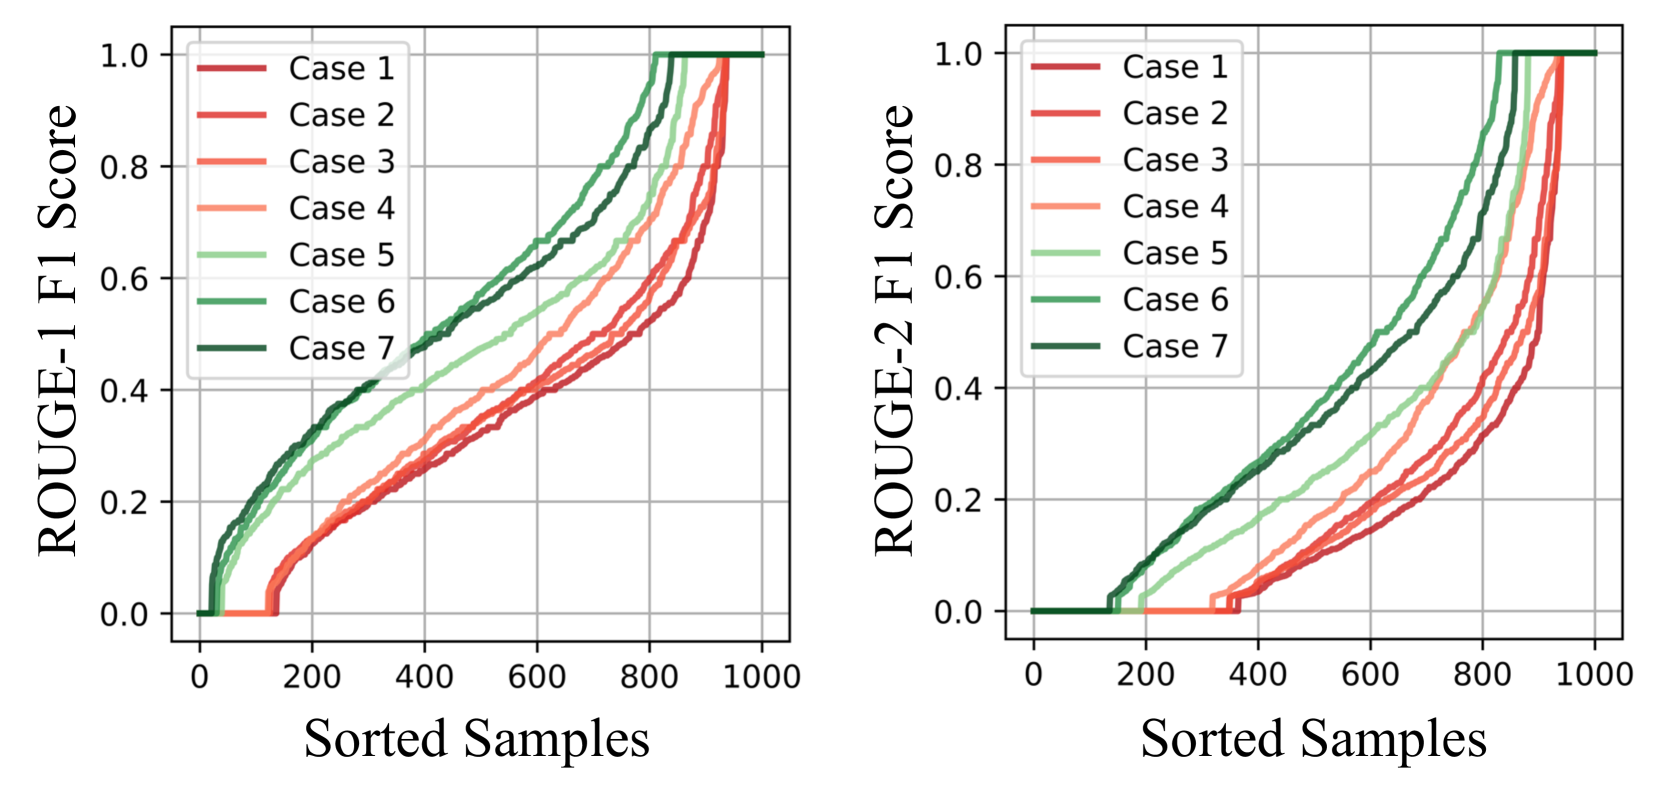 ROUGE-1 F1 Score
1.0
0.8
0.6
0.4
0.2
0.0
Case 1
Case 2
Case 3
Case 4
Case 5
Case 6
Case 7
0 200 400 600 800 1000
Sorted Samples
ROUGE-2 F1 Score
1.0
0.8
0.6
0.4
0.2
0.0
Case 1
Case 2
Case 3
Case 4
Case 5
Case 6
Case 7
0 200 400 600 800 1000
Sorted Samples